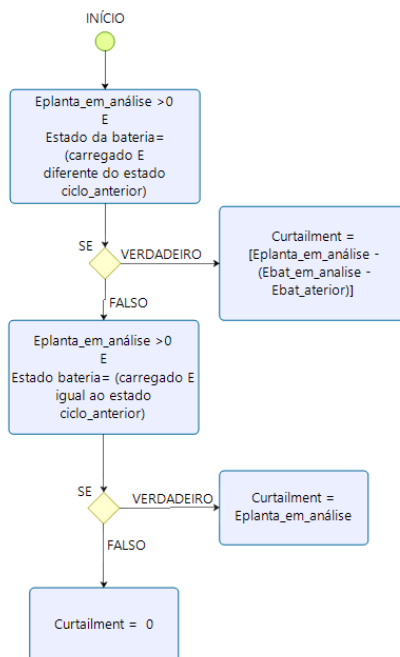 INÍCIO
Eplanta_em_análise >0
E
Estado da bateria=
(carregado E
diferente do estado
ciclo_anterior)
SE
VERDADEIRO
Curtailment =
[Eplanta_em_análise -
(Ebat_em_analise -
Ebat_aterior)]
FALSO
Eplanta_em_análise >0
E
Estado bateria= (carregado E
igual ao estado
ciclo_anterior)
SE
VERDADEIRO
Curtailment =
Eplanta_em_análise
FALSO
Curtailment = 0